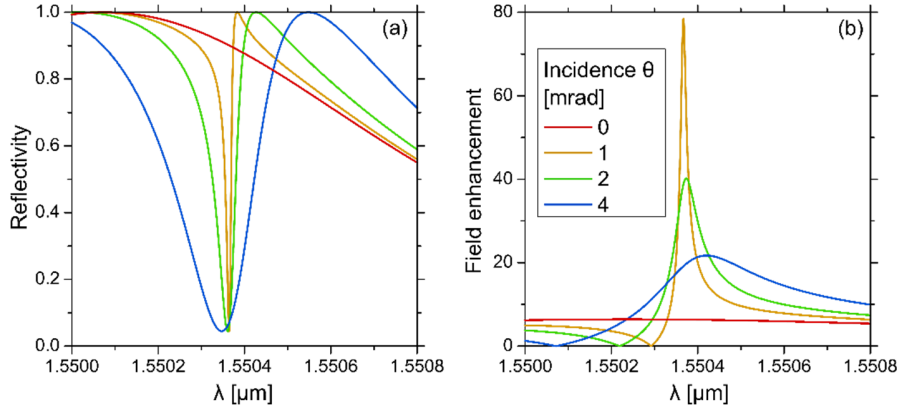 (a)
1.0
0.8
0.6
0.4
0.2
0.0
Reflectivity
1.5500 1.5502 1.5504 1.5506 1.5508
λ [µm]
(b)
80
60
40
20
0
Field enhancement
Incidence θ
[mrad]
0
1
2
4
1.5500 1.5502 1.5504 1.5506 1.5508
λ [µm]